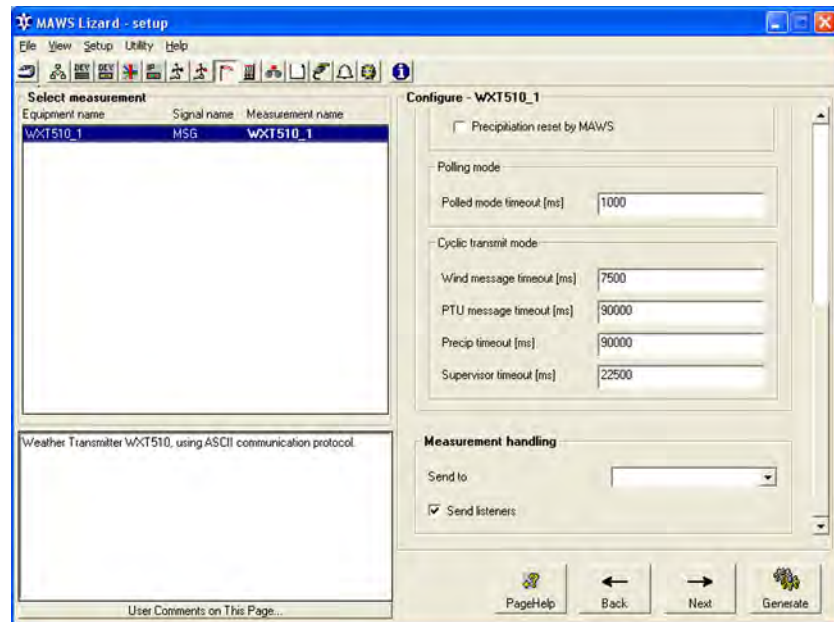 MAWS Lizard - setup
File View Setup Utility Help
Select measurement
Equipment name Signal name Measurement name
WXT510_1 MSG WXT510_1
Weather Transmitter WXT510, using ASCII communication protocol.
User Comments on This Page...
Configure - WXT510_1
Precipitiation reset by MAWS
Polling mode
Polled mode timeout [ms] 1000
Cyclic transmit mode
Wind message timeout [ms] 7500
PTU message timeout [ms] 90000
Precip timeout [ms] 90000
Supervisor timeout [ms] 22500
Measurement handling
Send to
Send listeners
PageHelp Back Next Generate